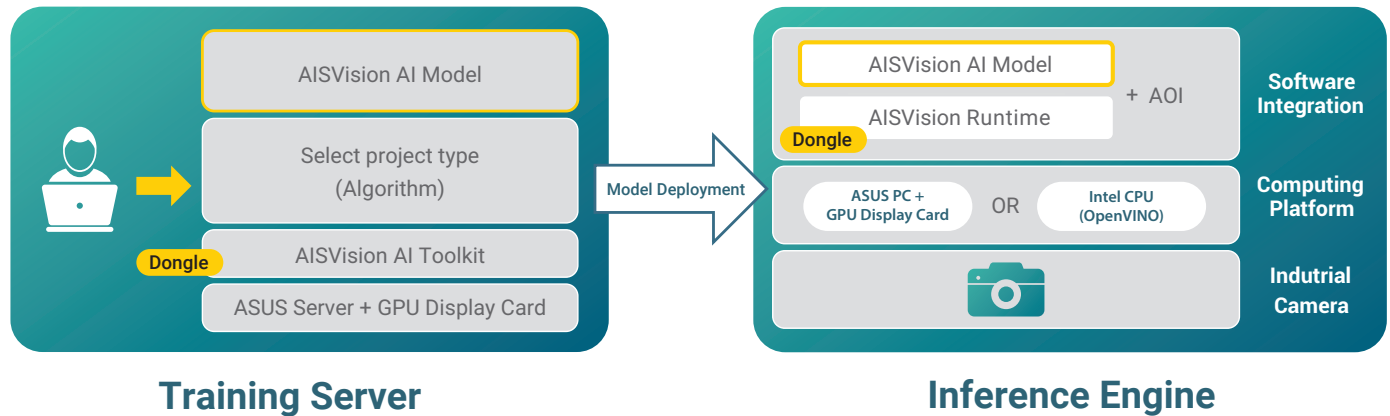 AISVision AI Model
Select project type
(Algorithm)
Dongle
AISVision AI Toolkit
ASUS Server + GPU Display Card
Training Server
Model Deployment
AISVision AI Model
AISVision Runtime
+ AOI
Dongle
Software
Integration
ASUS PC +
GPU Display Card
OR
Intel CPU
(OpenVINO)
Computing
Platform
Indutrial
Camera
Inference Engine